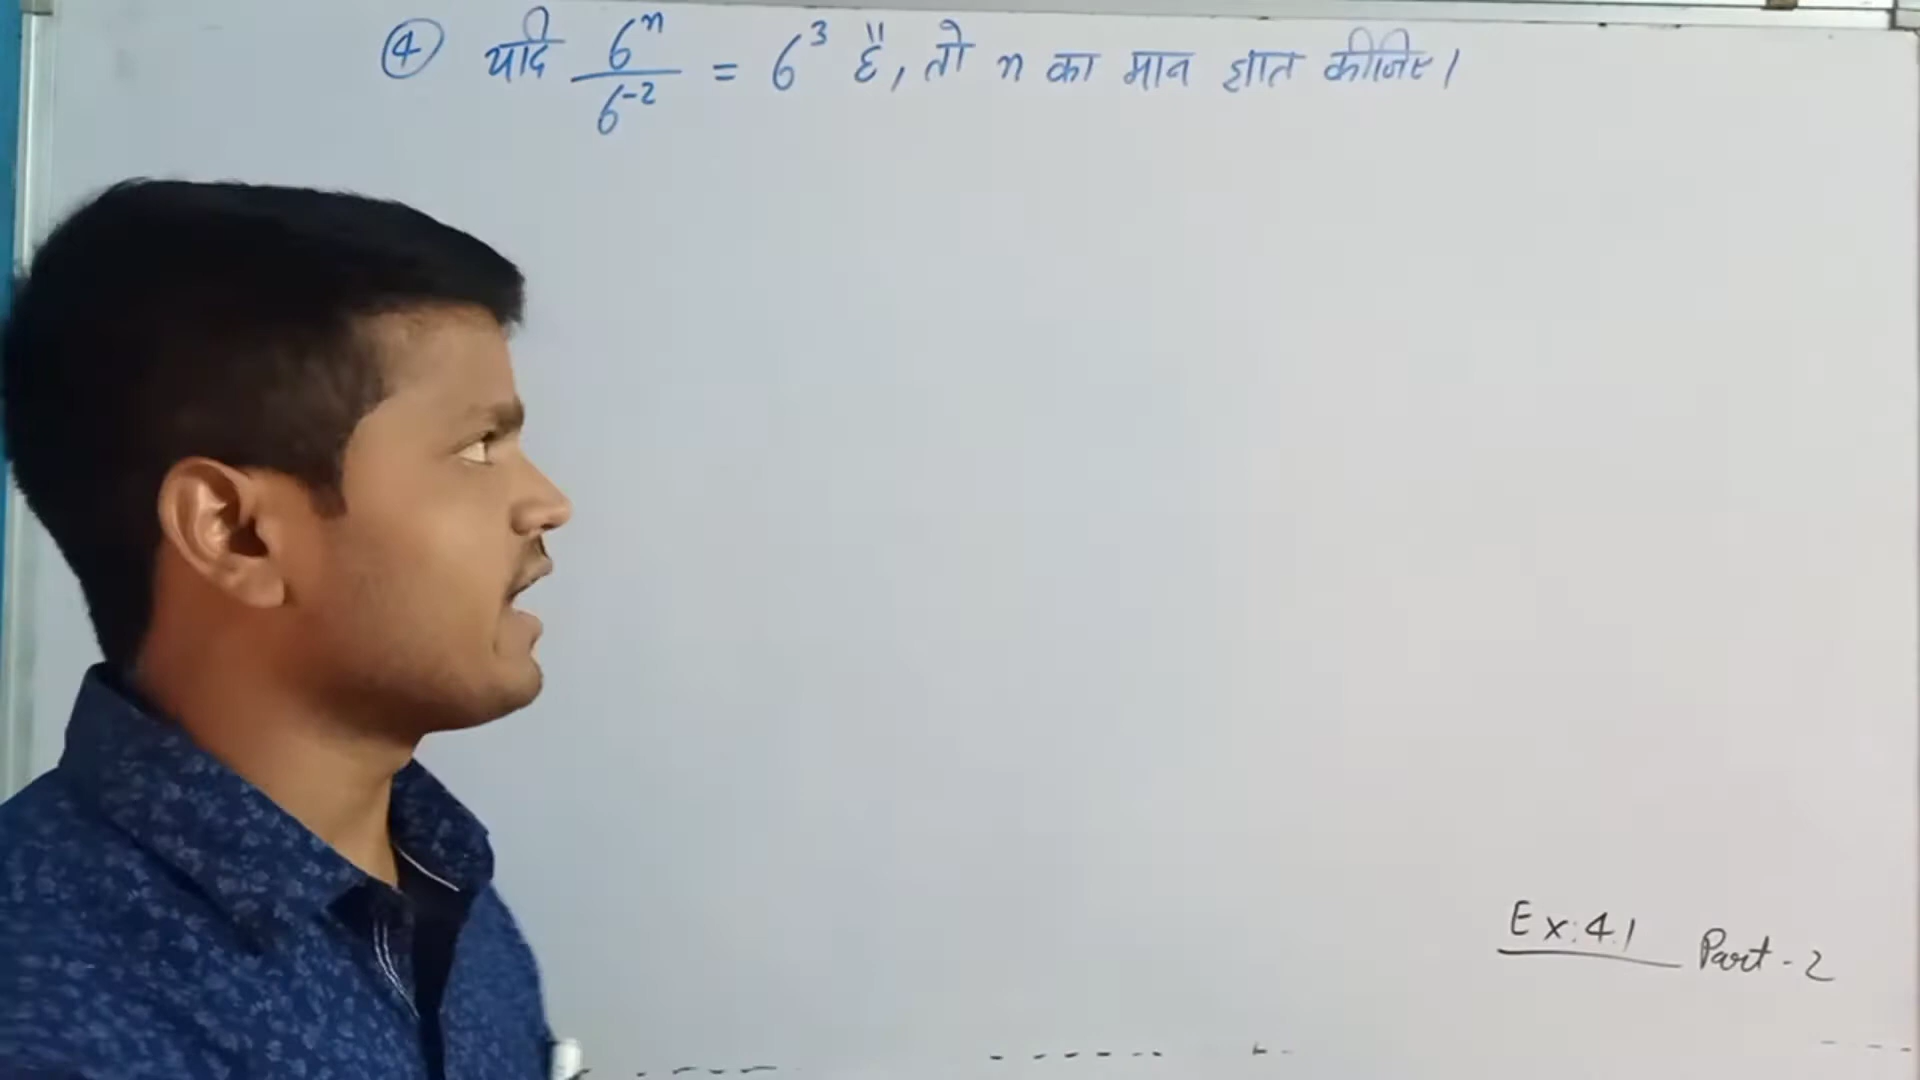 ④ यदि 6ⁿ/6⁻² = 6³ है, तो n का मान ज्ञात कीजिए।
Ex:4.1 Part-2